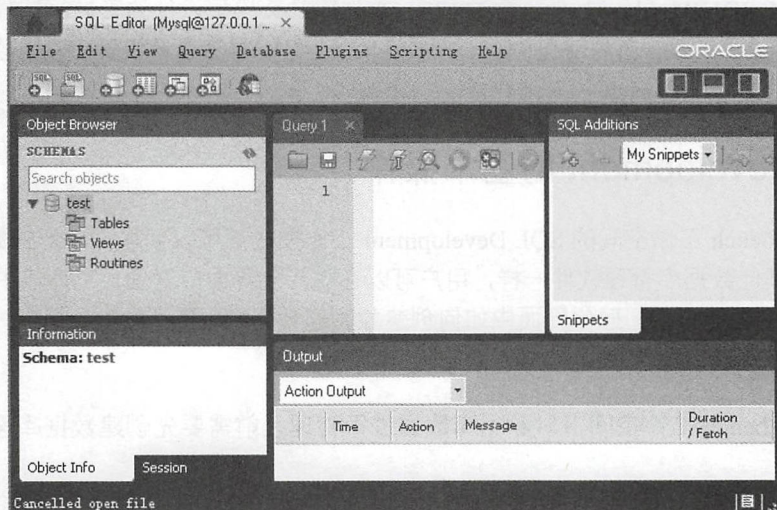 SQL Editor (Mysql@127.0.0.1... ×
File Edit View Query Database Plugins Scripting Help
ORACLE
SQL SQL
Object Browser
SCHEMAS
Search objects
test
Tables
Views
Routines
Query 1 ×
1
SQL Additions
My Snippets
Snippets
Information
Schema: test
Object Info Session
Output
Action Output
Time Action Message Duration / Fetch
Cancelled open file